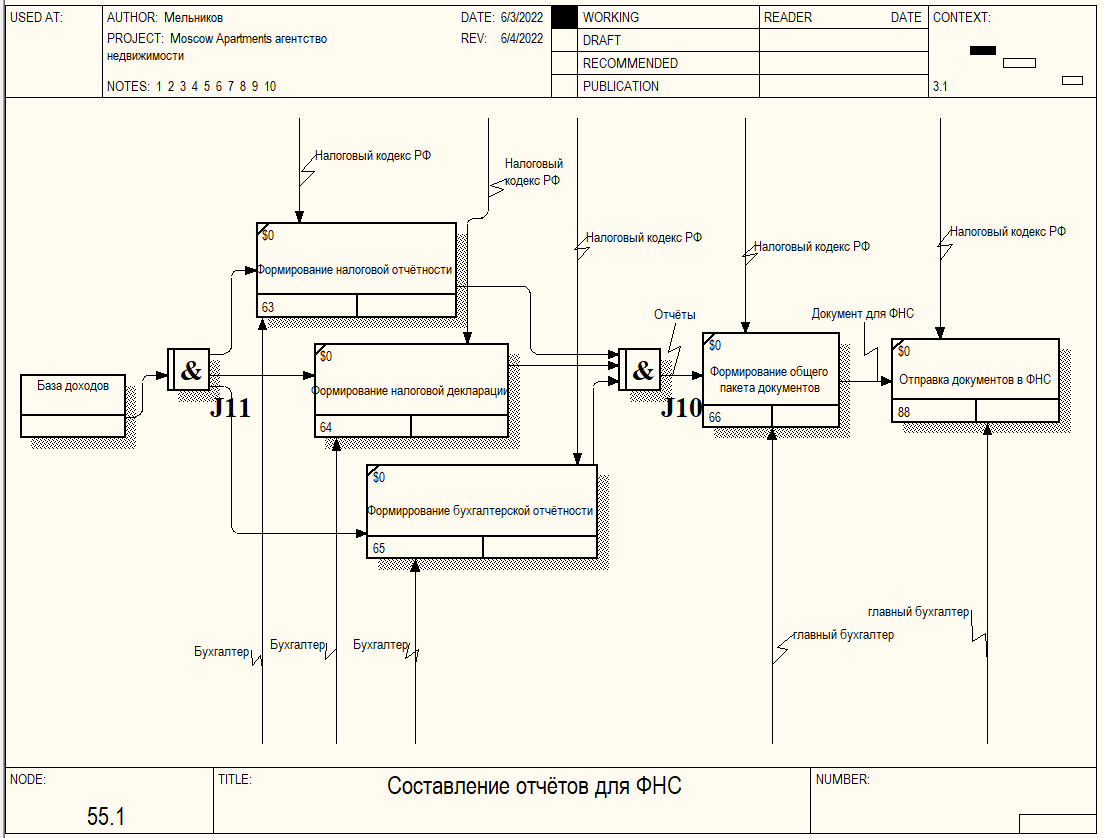 USED AT:
AUTHOR: Мельников
DATE: 6/3/2022
PROJECT: Moscow Apartments агентство
недвижимости
REV: 6/4/2022
NOTES: 1 2 3 4 5 6 7 8 9 10
WORKING
DRAFT
RECOMMENDED
PUBLICATION
READER
DATE
CONTEXT:
3.1
Налоговый кодекс РФ
Налоговый
кодекс РФ
Налоговый кодекс РФ
Налоговый кодекс РФ
Налоговый кодекс РФ
$0
Формирование налоговой отчётности
63
Отчёты
Документ для ФНС
База доходов
&
J11
$0
Формирование налоговой декларации
64
&
J10
$0
Формирование общего
пакета документов
66
$0
Отправка документов в ФНС
88
$0
Формиррование бухгалтерской отчётности
65
Бухгалтер
Бухгалтер
Бухгалтер
главный бухгалтер
главный бухгалтер
NODE:
55.1
TITLE:
Составление отчётов для ФНС
NUMBER: